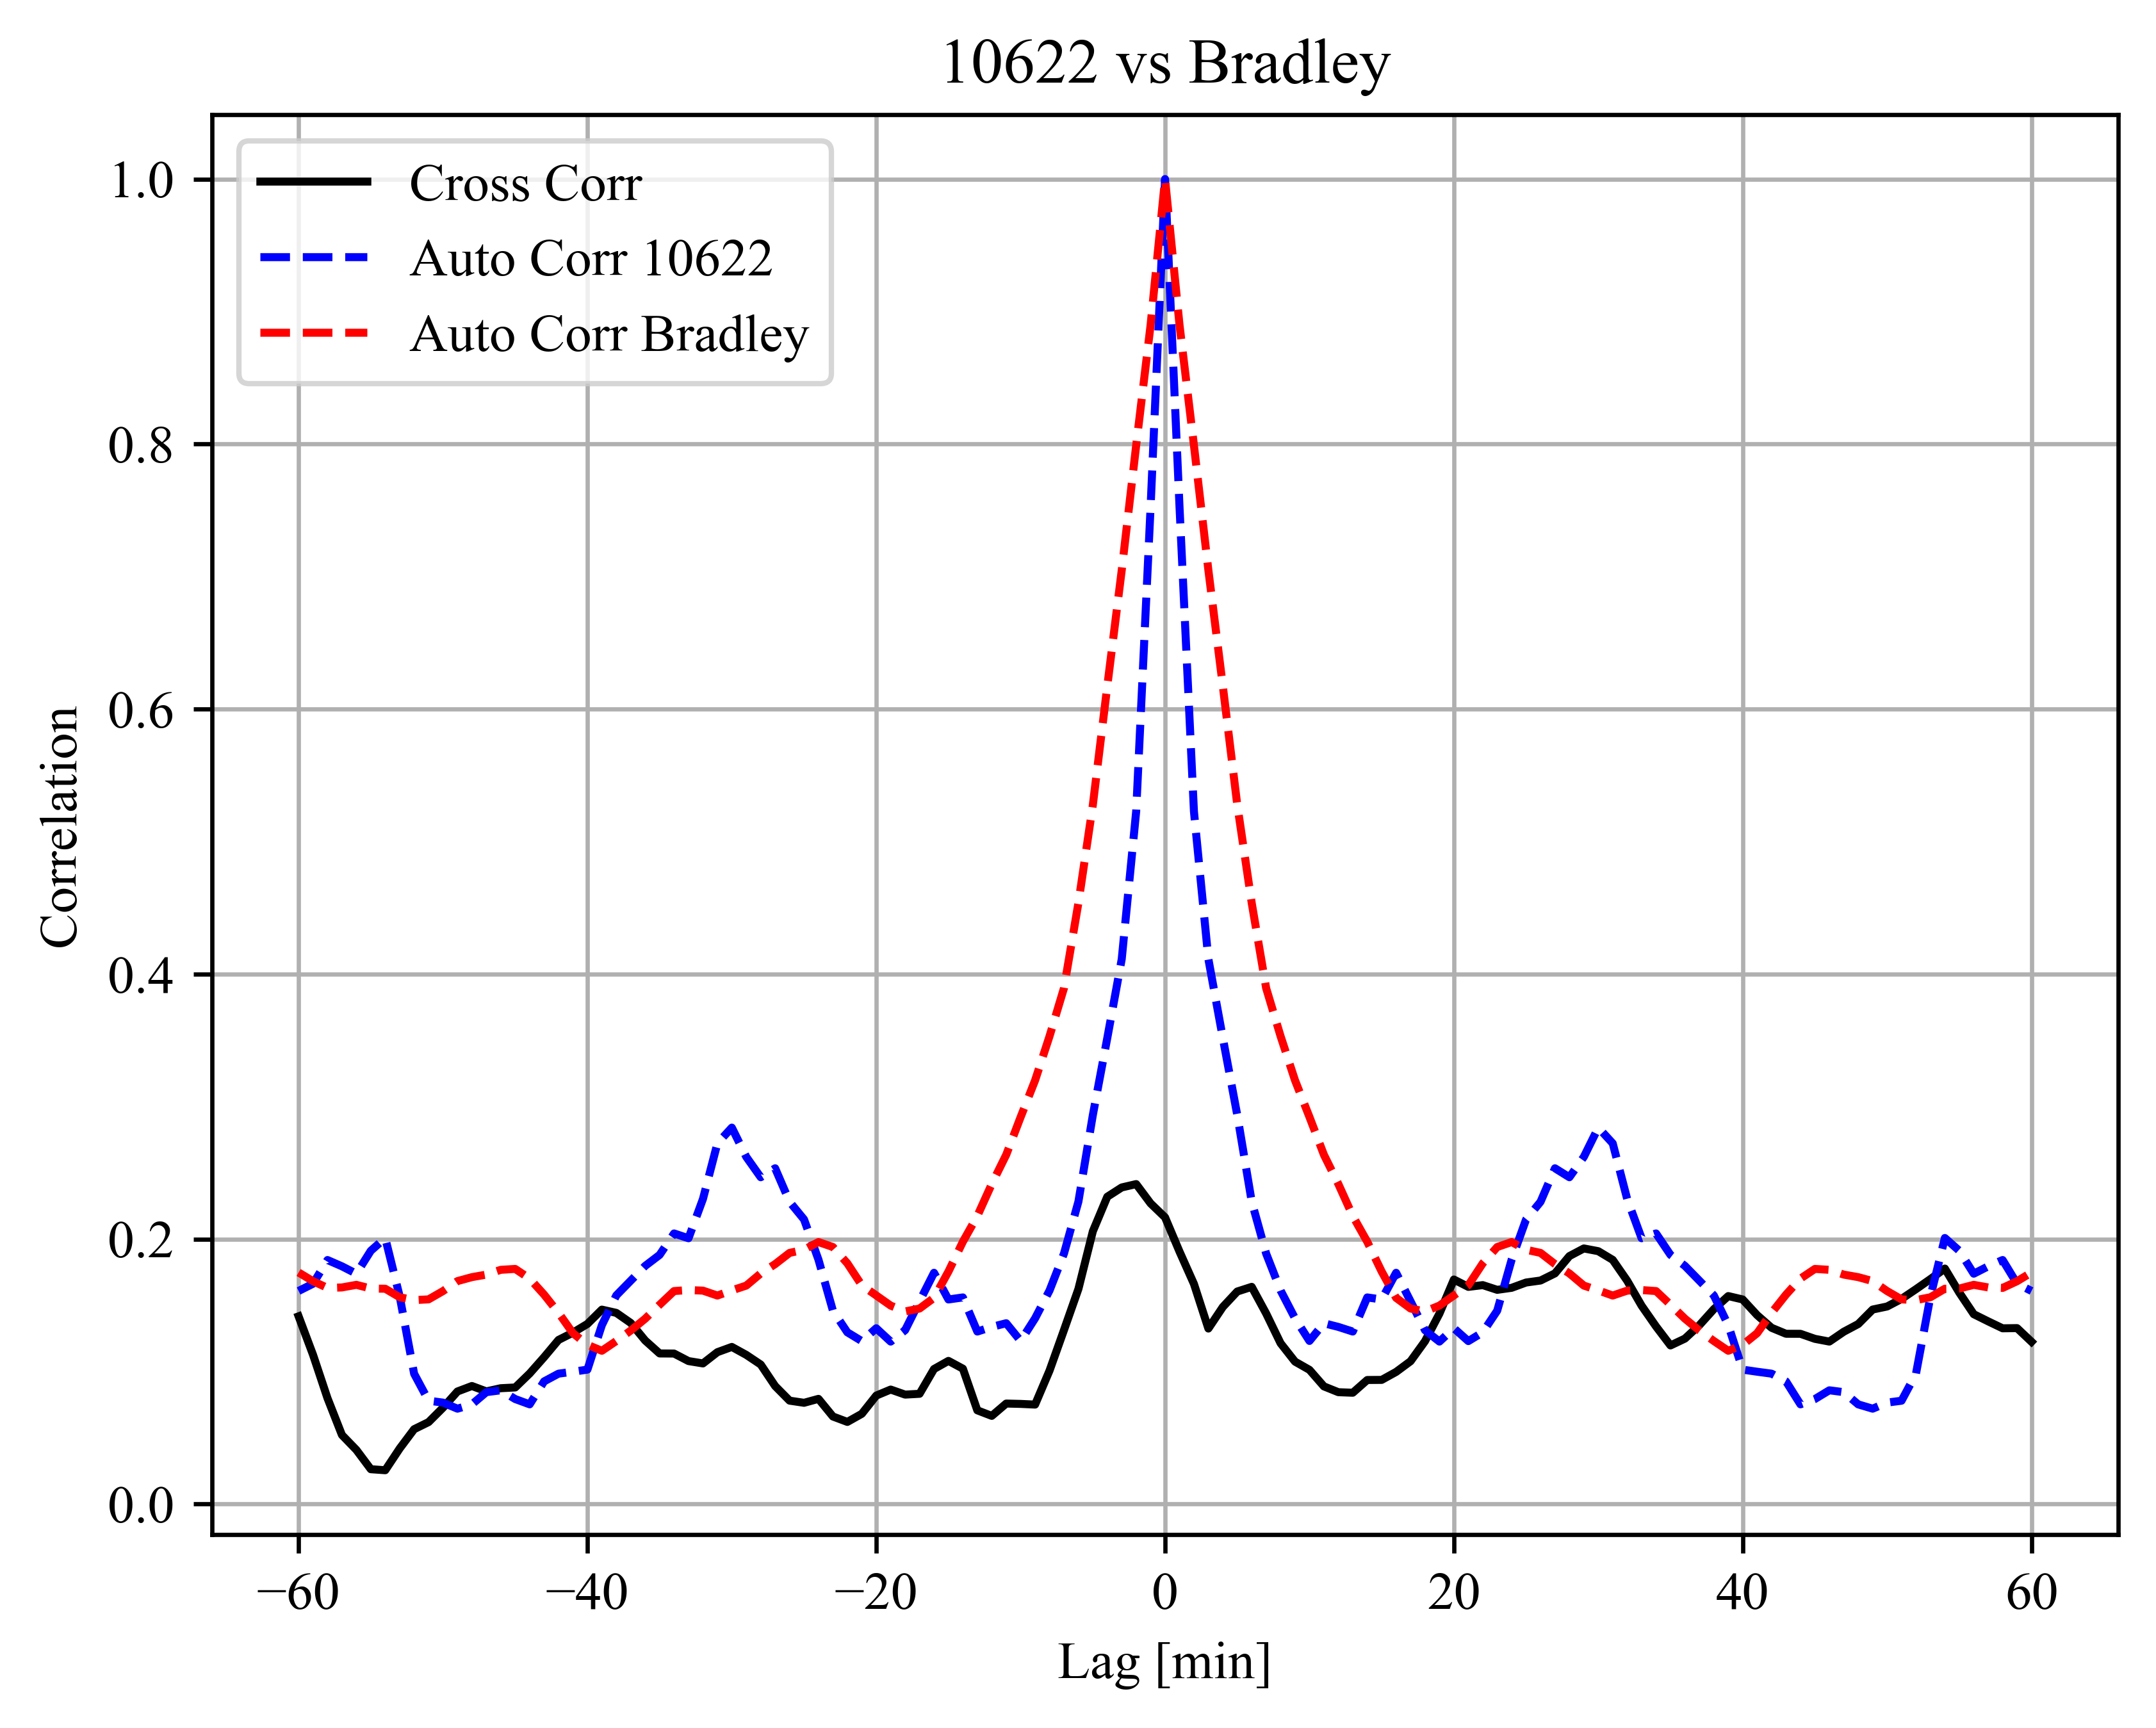 10622 vs Bradley
Cross Corr
Auto Corr 10622
Auto Corr Bradley
1.0
0.8
0.6
0.4
0.2
0.0
Correlation
−60 −40 −20 0 20 40 60
Lag [min]